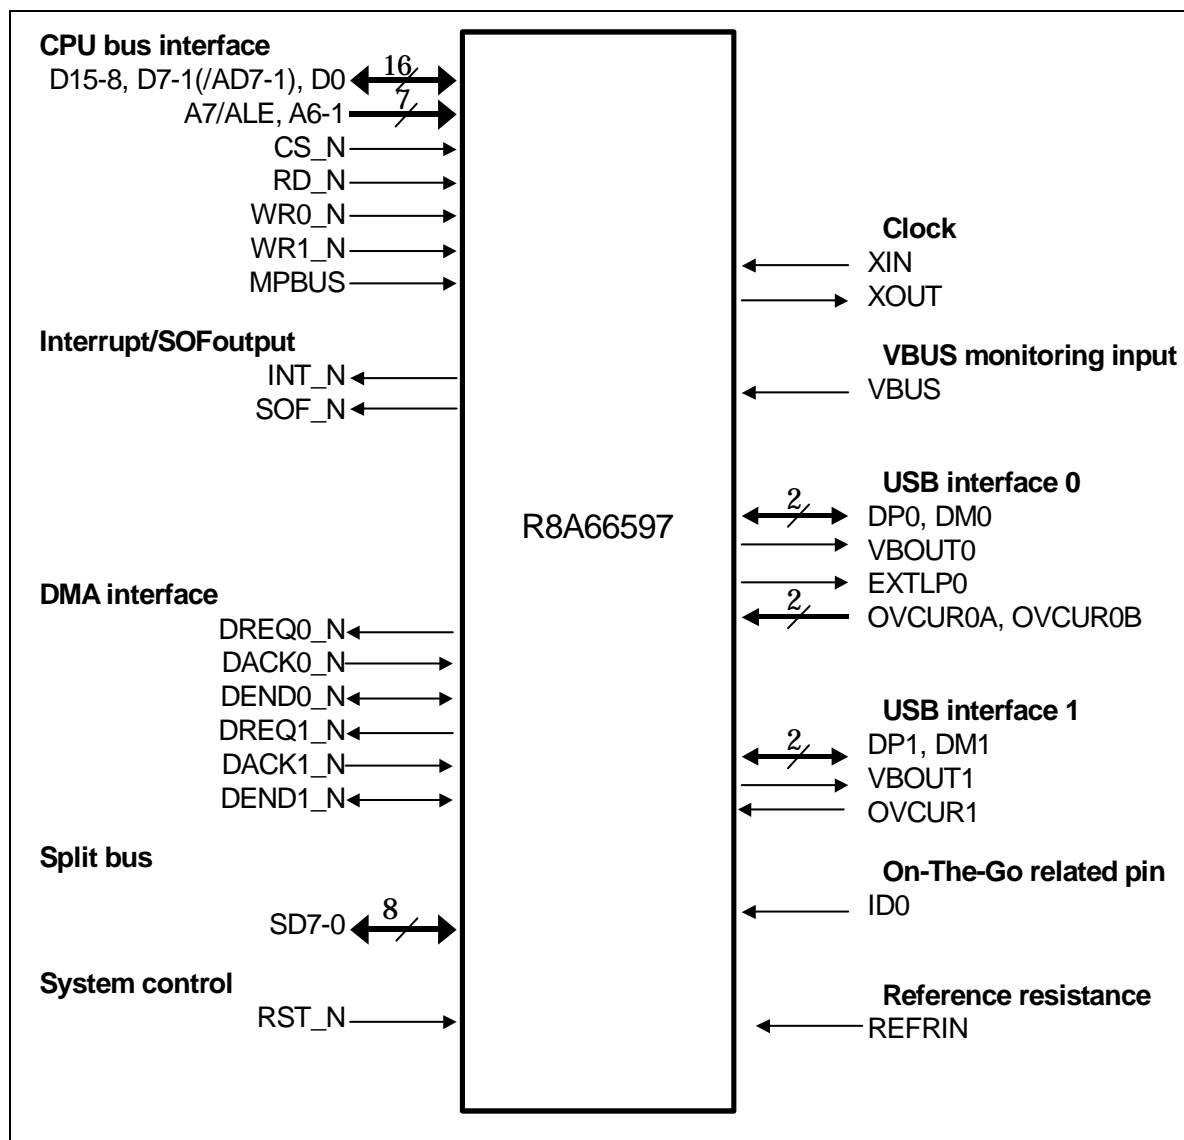 CPU bus interface
16
D15-8, D7-1(/AD7-1), D0
7
A7/ALE, A6-1
CS_N
RD_N
WR0_N
WR1_N
MPBUS
Interrupt/SOFoutput
INT_N
SOF_N
DMA interface
DREQ0_N
DACK0_N
DEND0_N
DREQ1_N
DACK1_N
DEND1_N
Split bus
8
SD7-0
System control
RST_N
R8A66597
Clock
XIN
XOUT
VBUS monitoring input
VBUS
USB interface 0
2
DP0, DM0
VBOUT0
EXTLP0
2
OVCUR0A, OVCUR0B
USB interface 1
2
DP1, DM1
VBOUT1
OVCUR1
On-The-Go related pin
ID0
Reference resistance
REFRIN